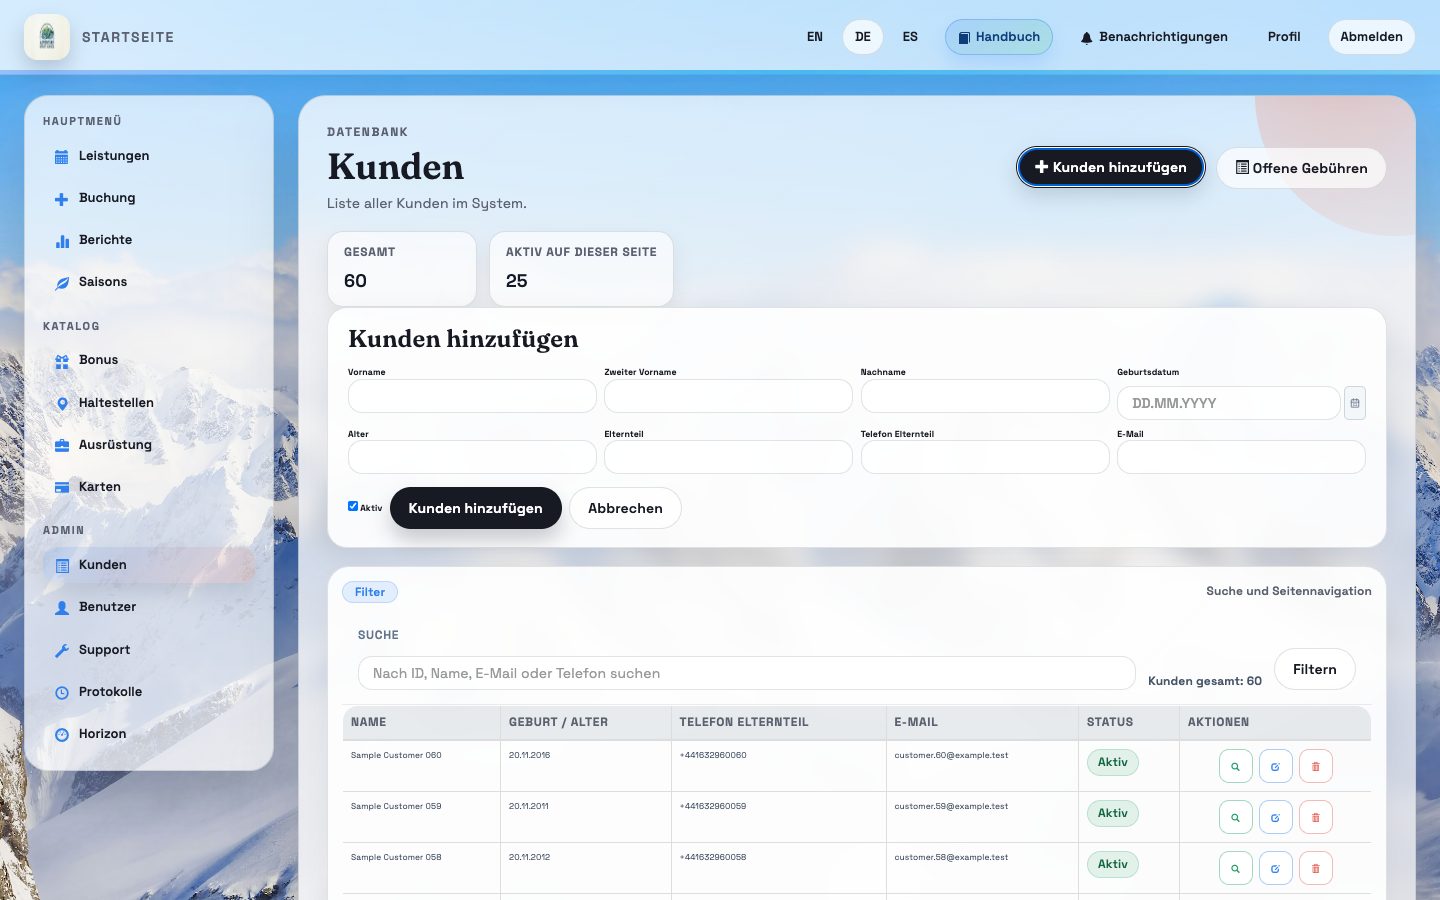 STARTSEITE
EN DE ES Handbuch Benachrichtigungen Profil Abmelden
HAUPTMENÜ
Leistungen
Buchung
Berichte
Saisons
KATALOG
Bonus
Haltestellen
Ausrüstung
Karten
ADMIN
Kunden
Benutzer
Support
Protokolle
Horizon
DATENBANK
Kunden
Liste aller Kunden im System.
Kunden hinzufügen Offene Gebühren
GESAMT
60
AKTIV AUF DIESER SEITE
25
Kunden hinzufügen
Vorname Zweiter Vorname Nachname Geburtsdatum
DD.MM.YYYY
Alter Elternteil Telefon Elternteil E-Mail
Aktiv Kunden hinzufügen Abbrechen
Filter Suche und Seitennavigation
SUCHE
Nach ID, Name, E-Mail oder Telefon suchen Kunden gesamt: 60 Filtern
NAME GEBURT / ALTER TELEFON ELTERNTEIL E-MAIL STATUS AKTIONEN
Sample Customer 060 20.11.2016 +441632960060 customer.60@example.test Aktiv
Sample Customer 059 20.11.2011 +441632960059 customer.59@example.test Aktiv
Sample Customer 058 20.11.2012 +441632960058 customer.58@example.test Aktiv